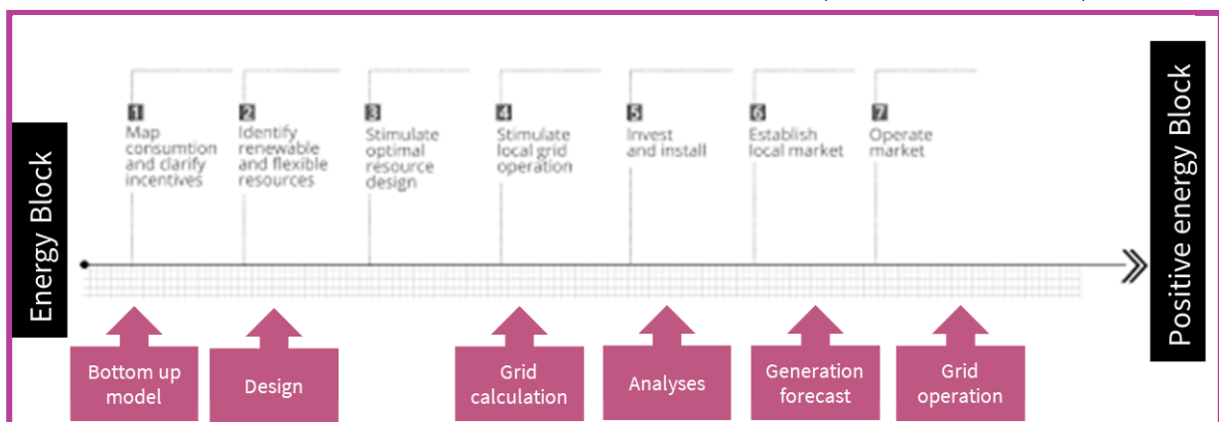 Energy Block
1
Map
consumtion
and clarify
incentives
2
Identify
renewable
and flexible
resources
3
Stimulate
optimal
resource
design
4
Stimulate
local grid
operation
5
Invest
and install
6
Establish
local market
7
Operate
market
Positive energy Block
Bottom up
model
Design
Grid
calculation
Analyses
Generation
forecast
Grid
operation